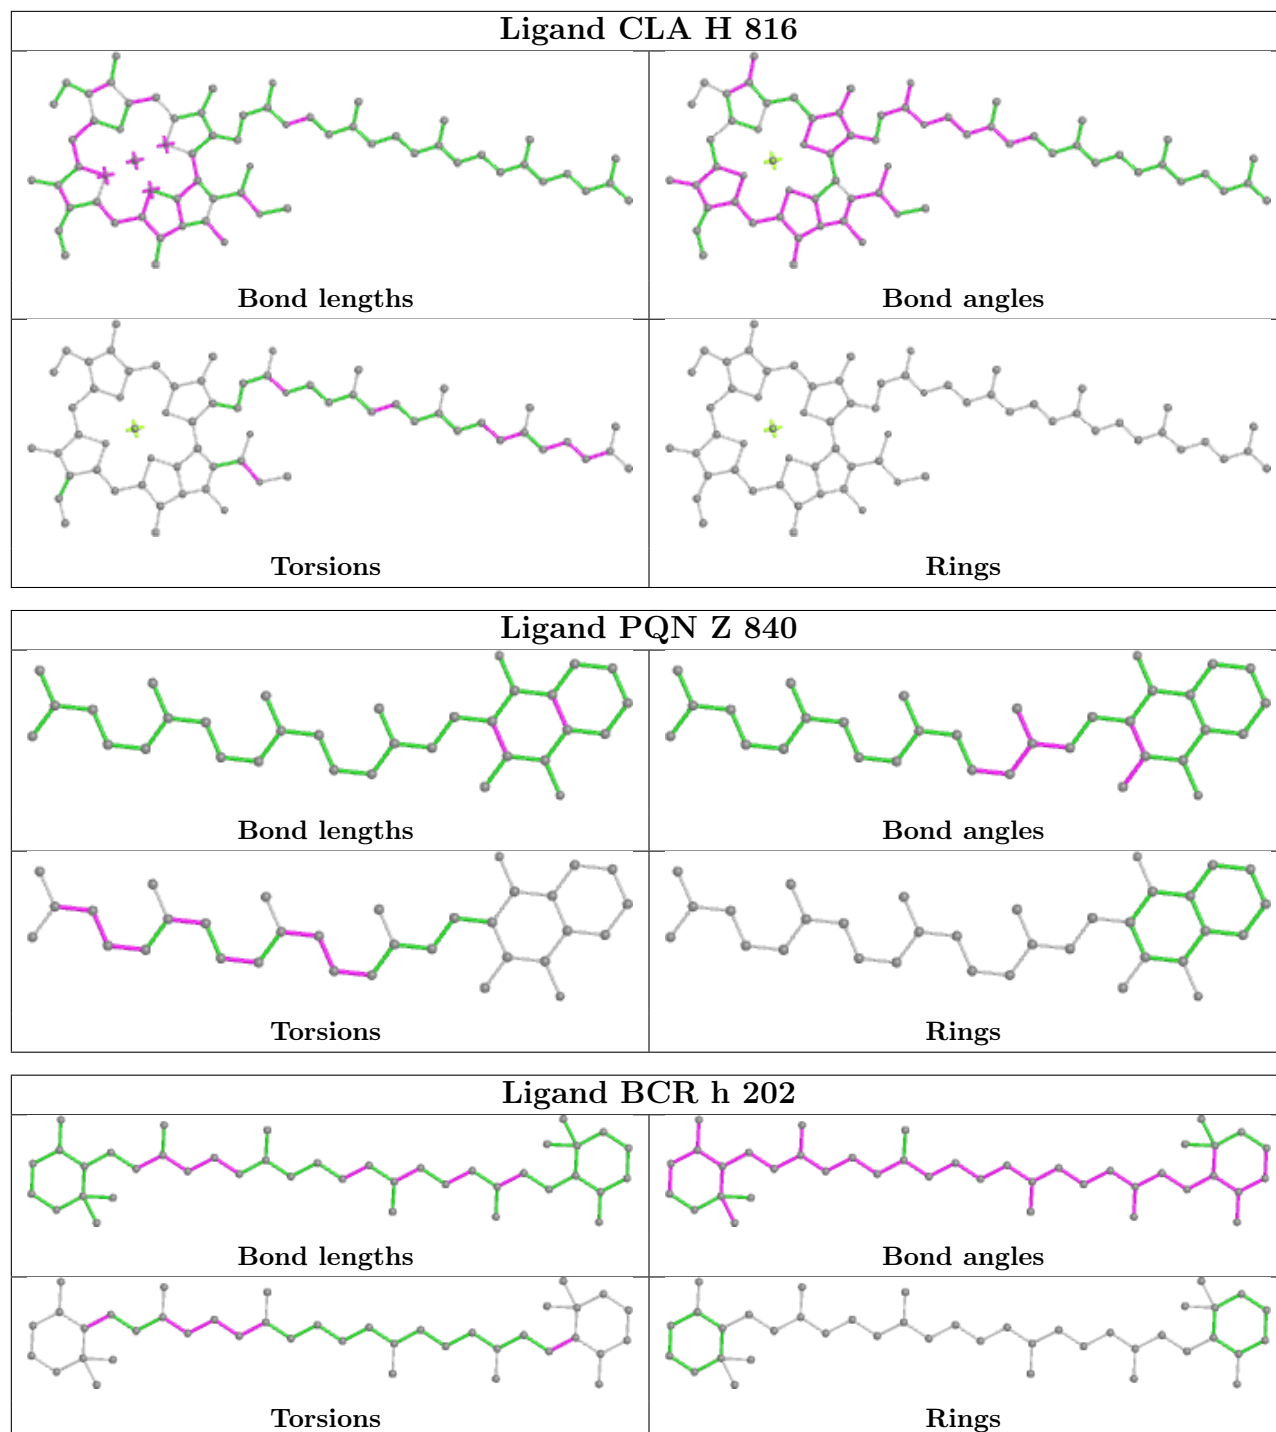 Ligand CLA H 816
Bond lengths
Bond angles
Torsions
Rings
Ligand PQN Z 840
Bond lengths
Bond angles
Torsions
Rings
Ligand BCR h 202
Bond lengths
Bond angles
Torsions
Rings